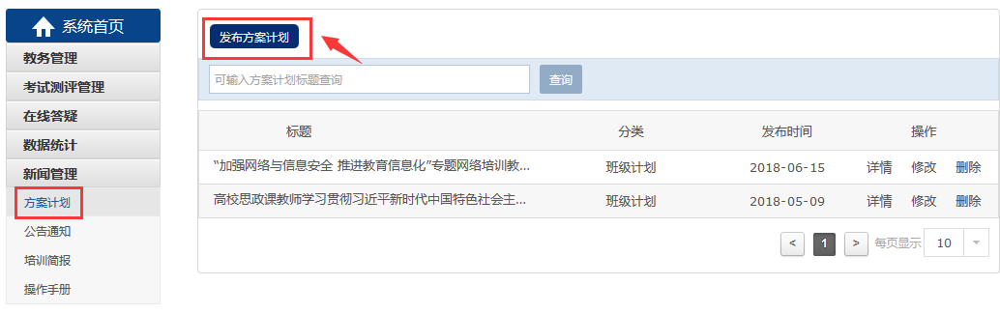 系统首页
教务管理
考试测评管理
在线答疑
数据统计
新闻管理
方案计划
公告通知
培训简报
操作手册
发布方案计划
可输入方案计划标题查询 查询
标题 分类 发布时间 操作
“加强网络与信息安全 推进教育信息化”专题网络培训教... 班级计划 2018-06-15 详情 修改 删除
高校思政课教师学习贯彻习近平新时代中国特色社会主... 班级计划 2018-05-09 详情 修改 删除
< 1 > 每页显示 10